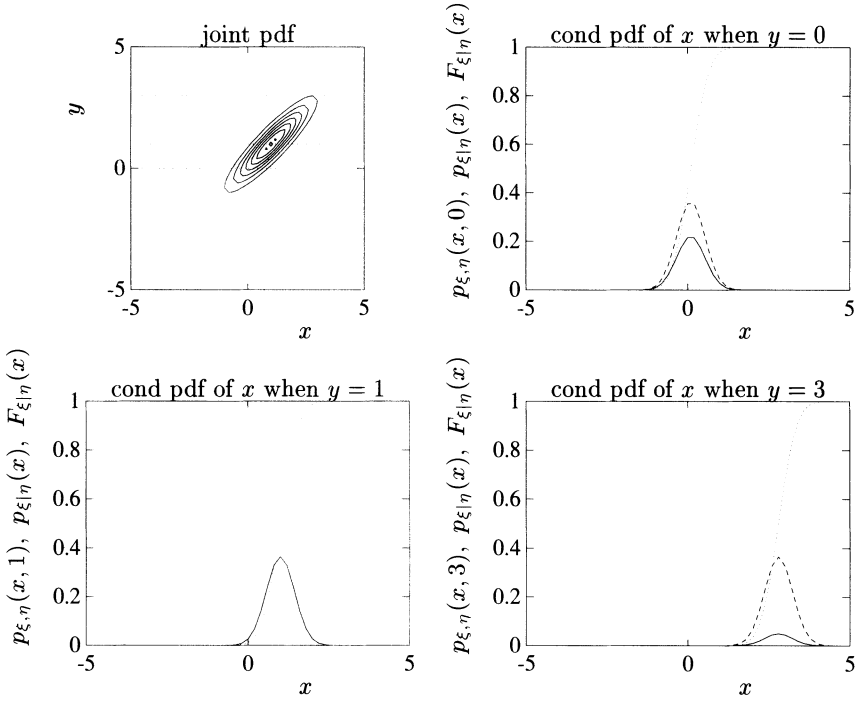 joint pdf
5
0
-5
y
-5 0 5
x
cond pdf of x when y = 0
1
0.8
0.6
0.4
0.2
0
p_{ξ,η}(x, 0), p_{ξ|η}(x), F_{ξ|η}(x)
-5 0 5
x
cond pdf of x when y = 1
1
0.8
0.6
0.4
0.2
0
p_{ξ,η}(x, 1), p_{ξ|η}(x), F_{ξ|η}(x)
-5 0 5
x
cond pdf of x when y = 3
1
0.8
0.6
0.4
0.2
0
p_{ξ,η}(x, 3), p_{ξ|η}(x), F_{ξ|η}(x)
-5 0 5
x